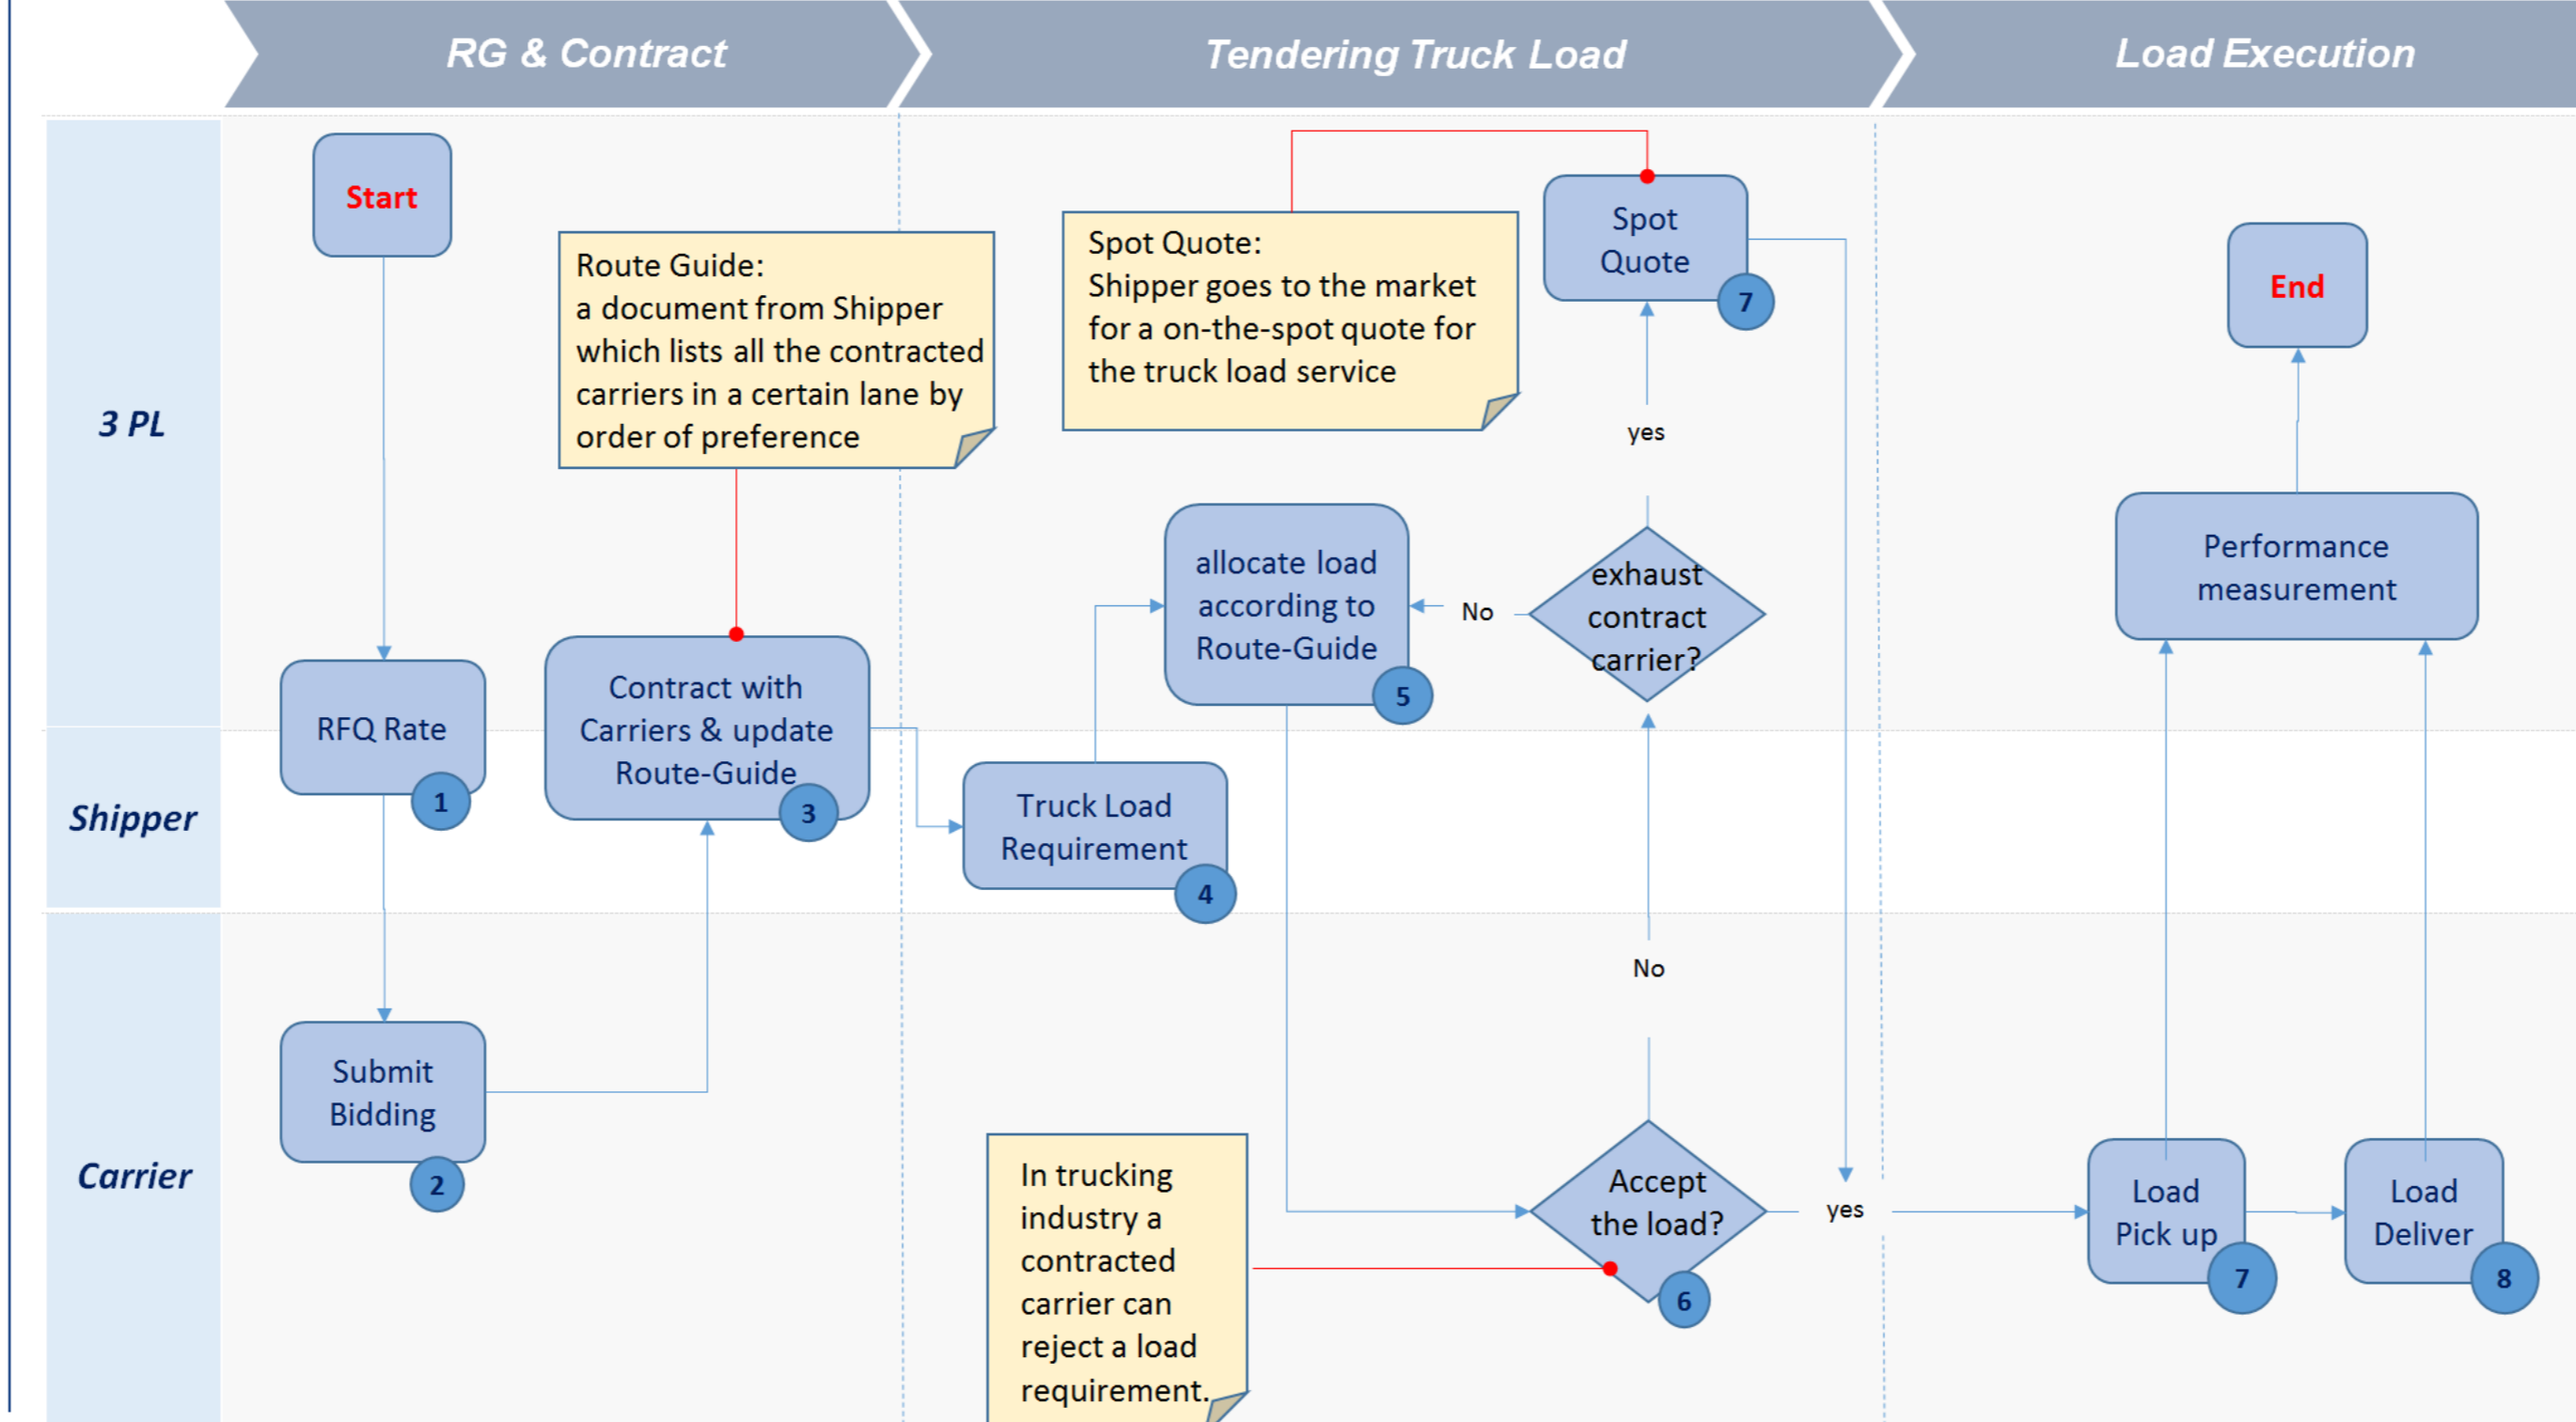 RG & Contract
Tendering Truck Load
Load Execution
3 PL
Start
Route Guide:
a document from Shipper
which lists all the contracted
carriers in a certain lane by
order of preference
Spot Quote:
Shipper goes to the market
for a on-the-spot quote for
the truck load service
Spot
Quote
7
End
yes
allocate load
according to
Route-Guide
5
No
exhaust
contract
carrier?
Performance
measurement
RFQ Rate
1
Contract with
Carriers & update
Route-Guide
3
Shipper
Truck Load
Requirement
4
No
Carrier
Submit
Bidding
2
In trucking
industry a
contracted
carrier can
reject a load
requirement.
Accept
the load?
6
yes
Load
Pick up
7
Load
Deliver
8